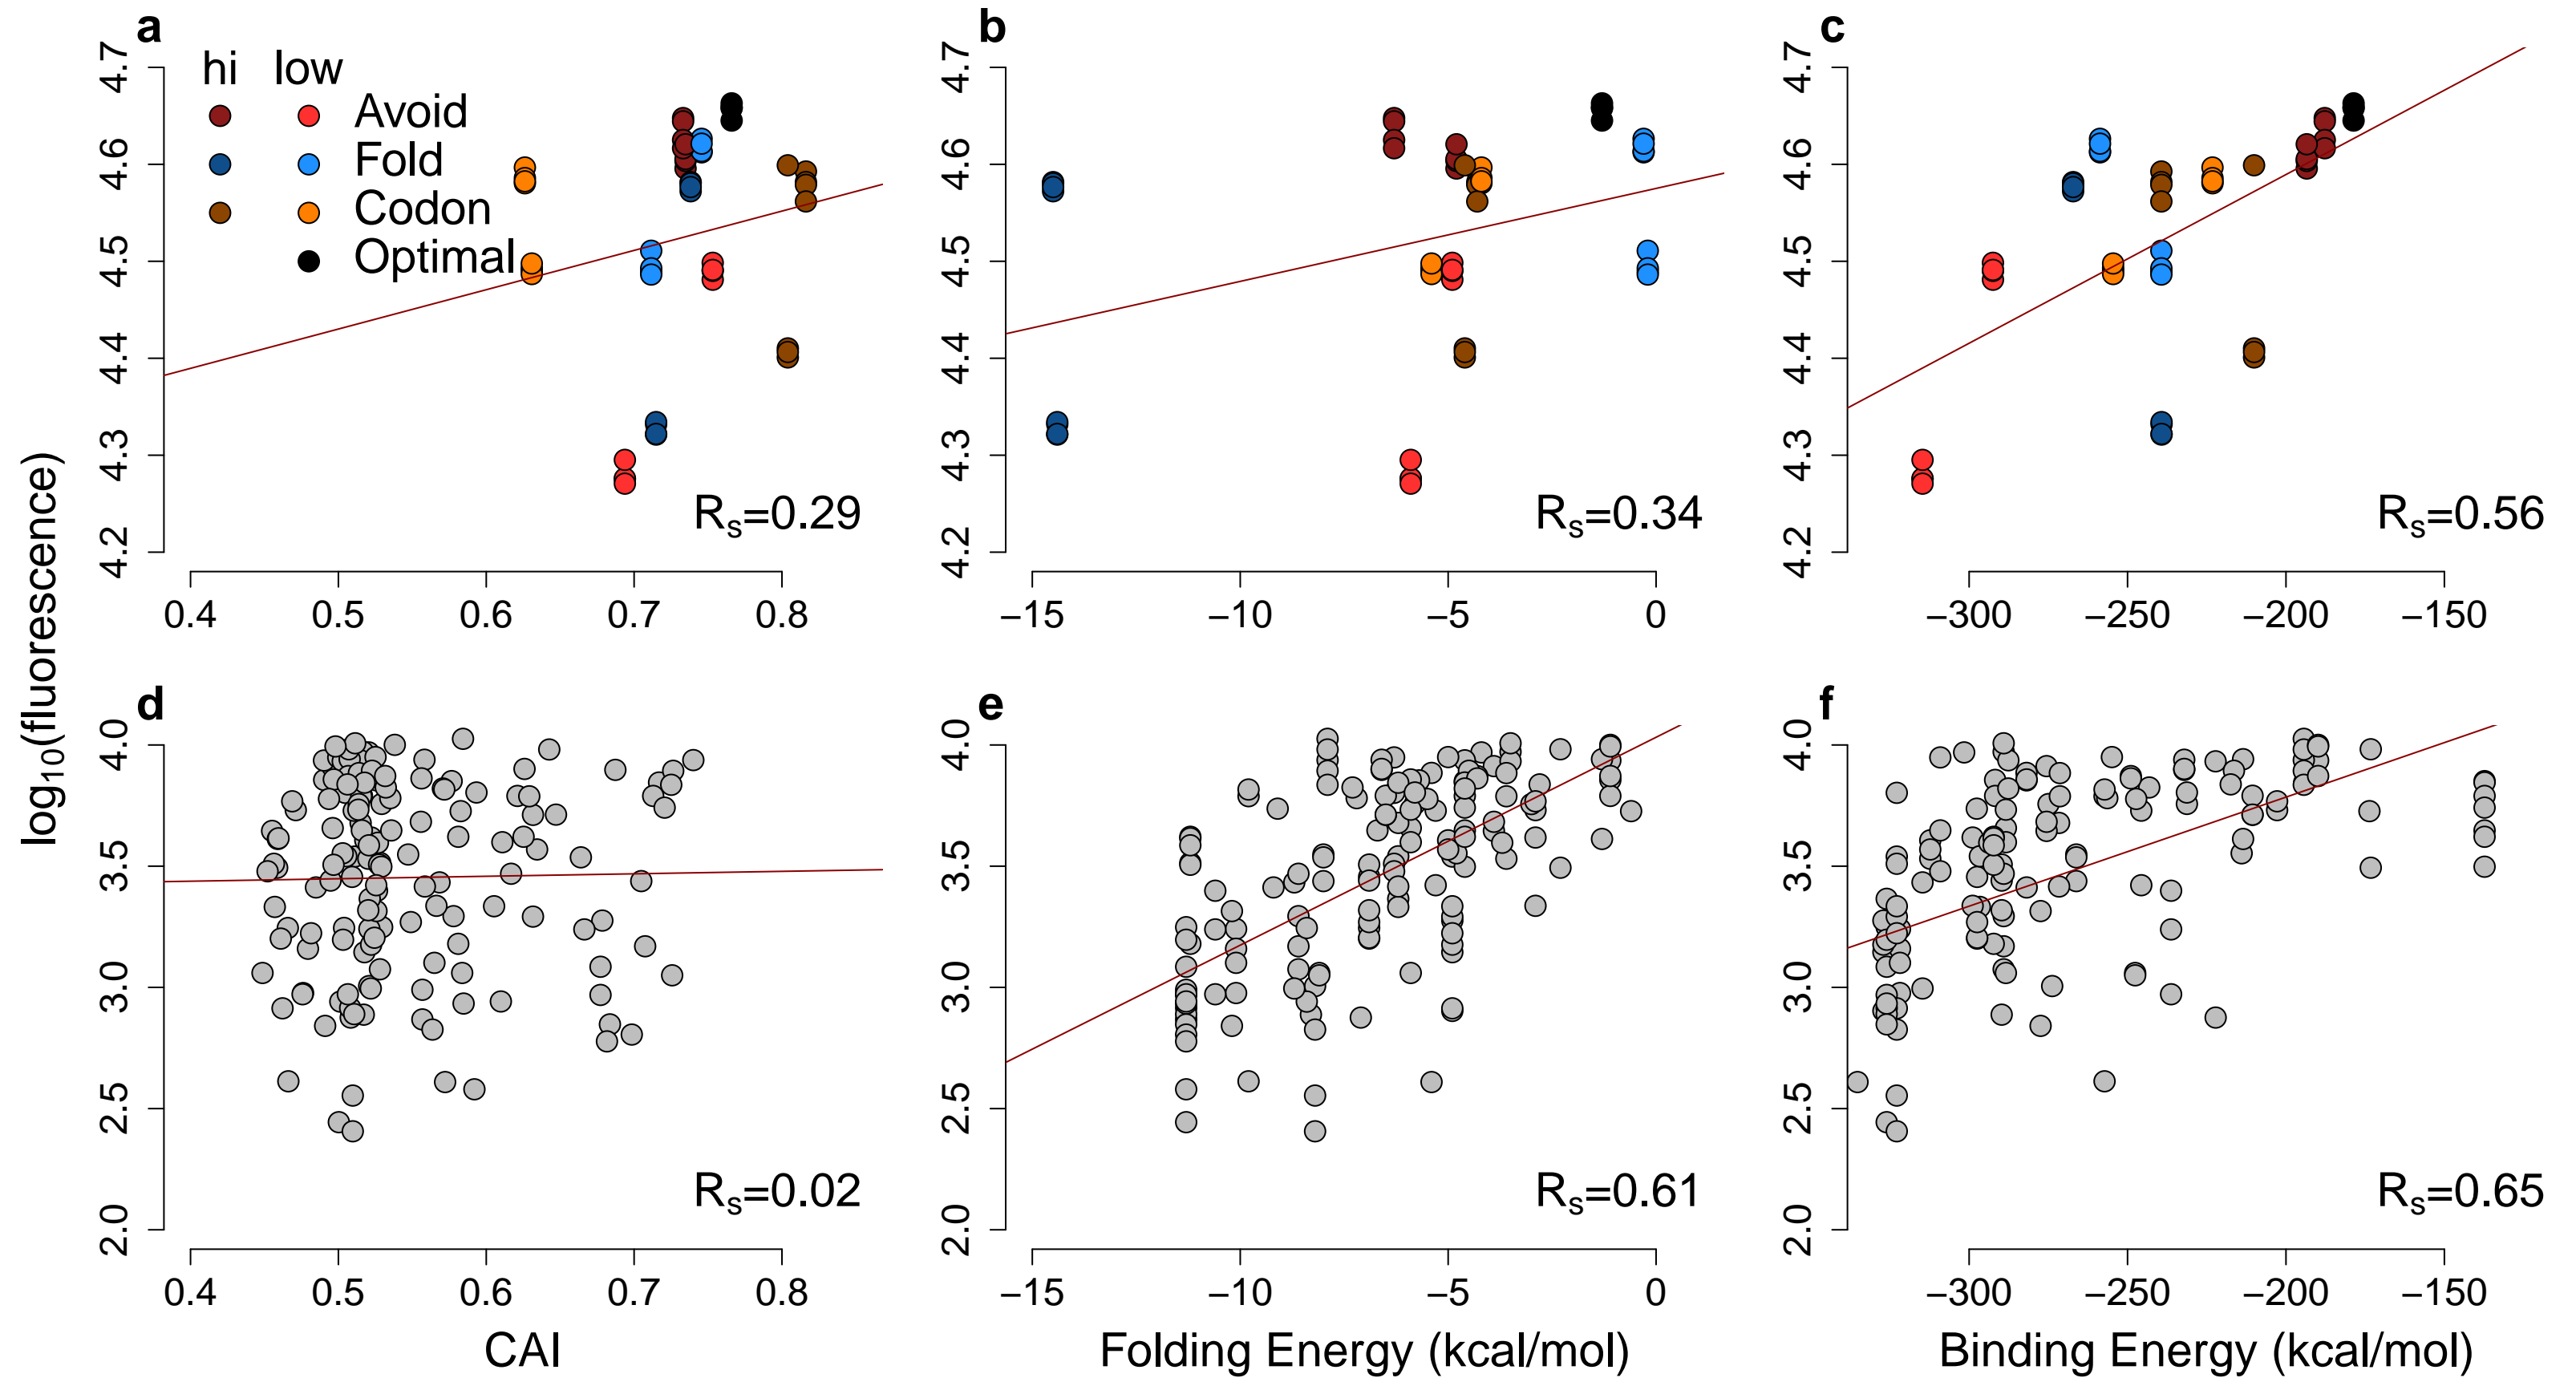 a
hi low
Avoid
Fold
Codon
Optimal
4.7
4.6
4.5
4.4
4.3
4.2
Rs=0.29
0.4 0.5 0.6 0.7 0.8
b
4.7
4.6
4.5
4.4
4.3
4.2
Rs=0.34
−15 −10 −5 0
c
4.7
4.6
4.5
4.4
4.3
4.2
Rs=0.56
−300 −250 −200 −150
log10(fluorescence)
d
4.0
3.5
3.0
2.5
2.0
Rs=0.02
0.4 0.5 0.6 0.7 0.8
CAI
e
4.0
3.5
3.0
2.5
2.0
Rs=0.61
−15 −10 −5 0
Folding Energy (kcal/mol)
f
4.0
3.5
3.0
2.5
2.0
Rs=0.65
−300 −250 −200 −150
Binding Energy (kcal/mol)